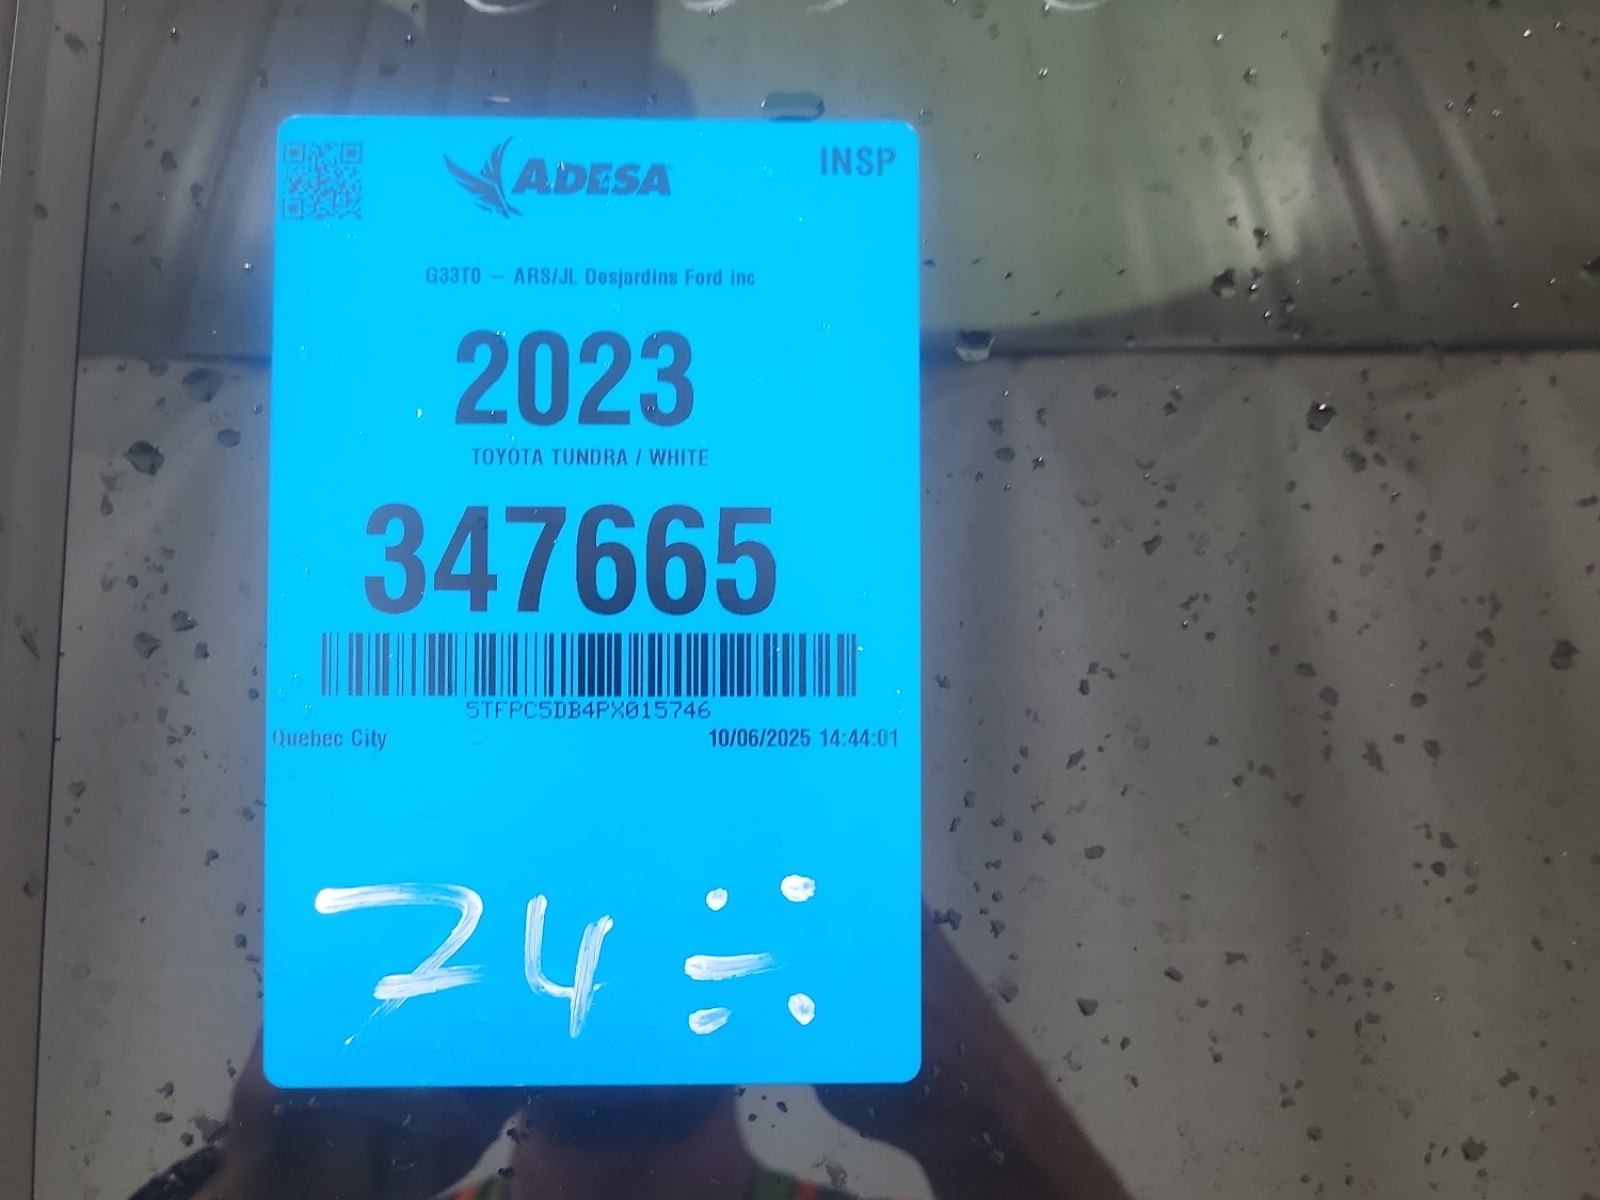 ADESA
INSP
G33T0 - ARS/JL Desjardins Ford inc
2023
TOYOTA TUNDRA / WHITE
347665
5TFPC5DB4PX015746
Quebec City
10/06/2025 14:44:01
74